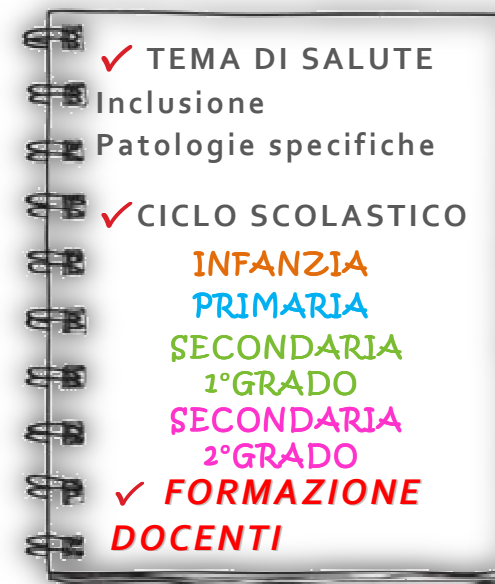 ✓ TEMA DI SALUTE
Inclusione
Patologie specifiche
✓ CICLO SCOLASTICO
INFANZIA
PRIMARIA
SECONDARIA
1°GRADO
SECONDARIA
2°GRADO
✓ FORMAZIONE
DOCENTI